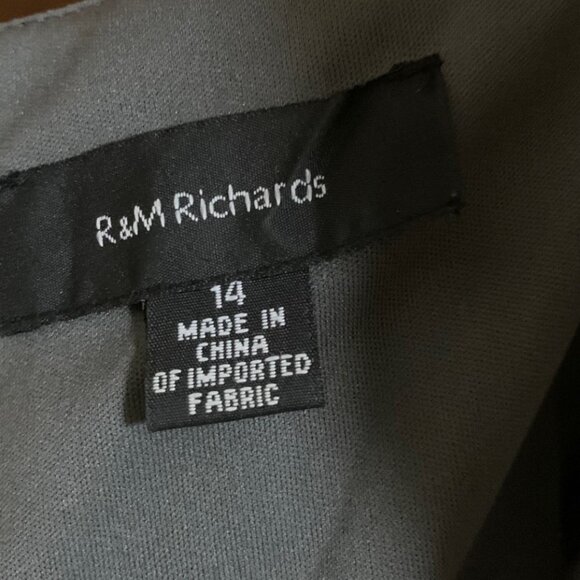 R&M Richards
14
MADE IN
CHINA
OF IMPORTED
FABRIC